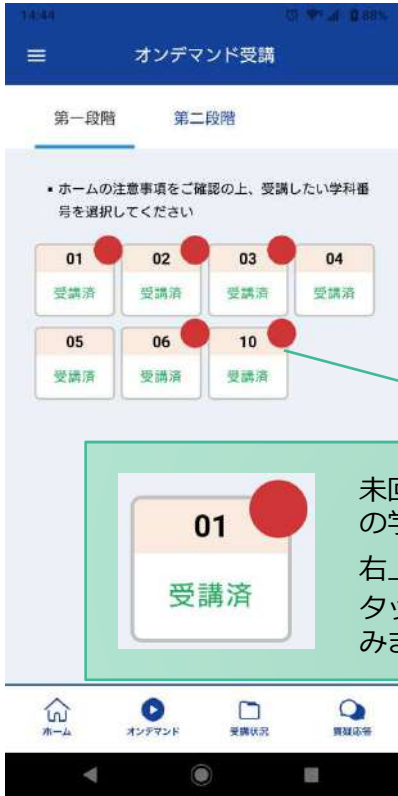 14:44
88%
オンデマンド受講
第一段階 第二段階
▪ ホームの注意事項をご確認の上、受講したい学科番
号を選択してください
01 02 03 04
受講済 受講済 受講済 受講済
05 06 10
受講済 受講済 受講済
01
受講済
未回
の学
右上
タッ
みま
ホーム オンデマンド 受講状況 質疑応答